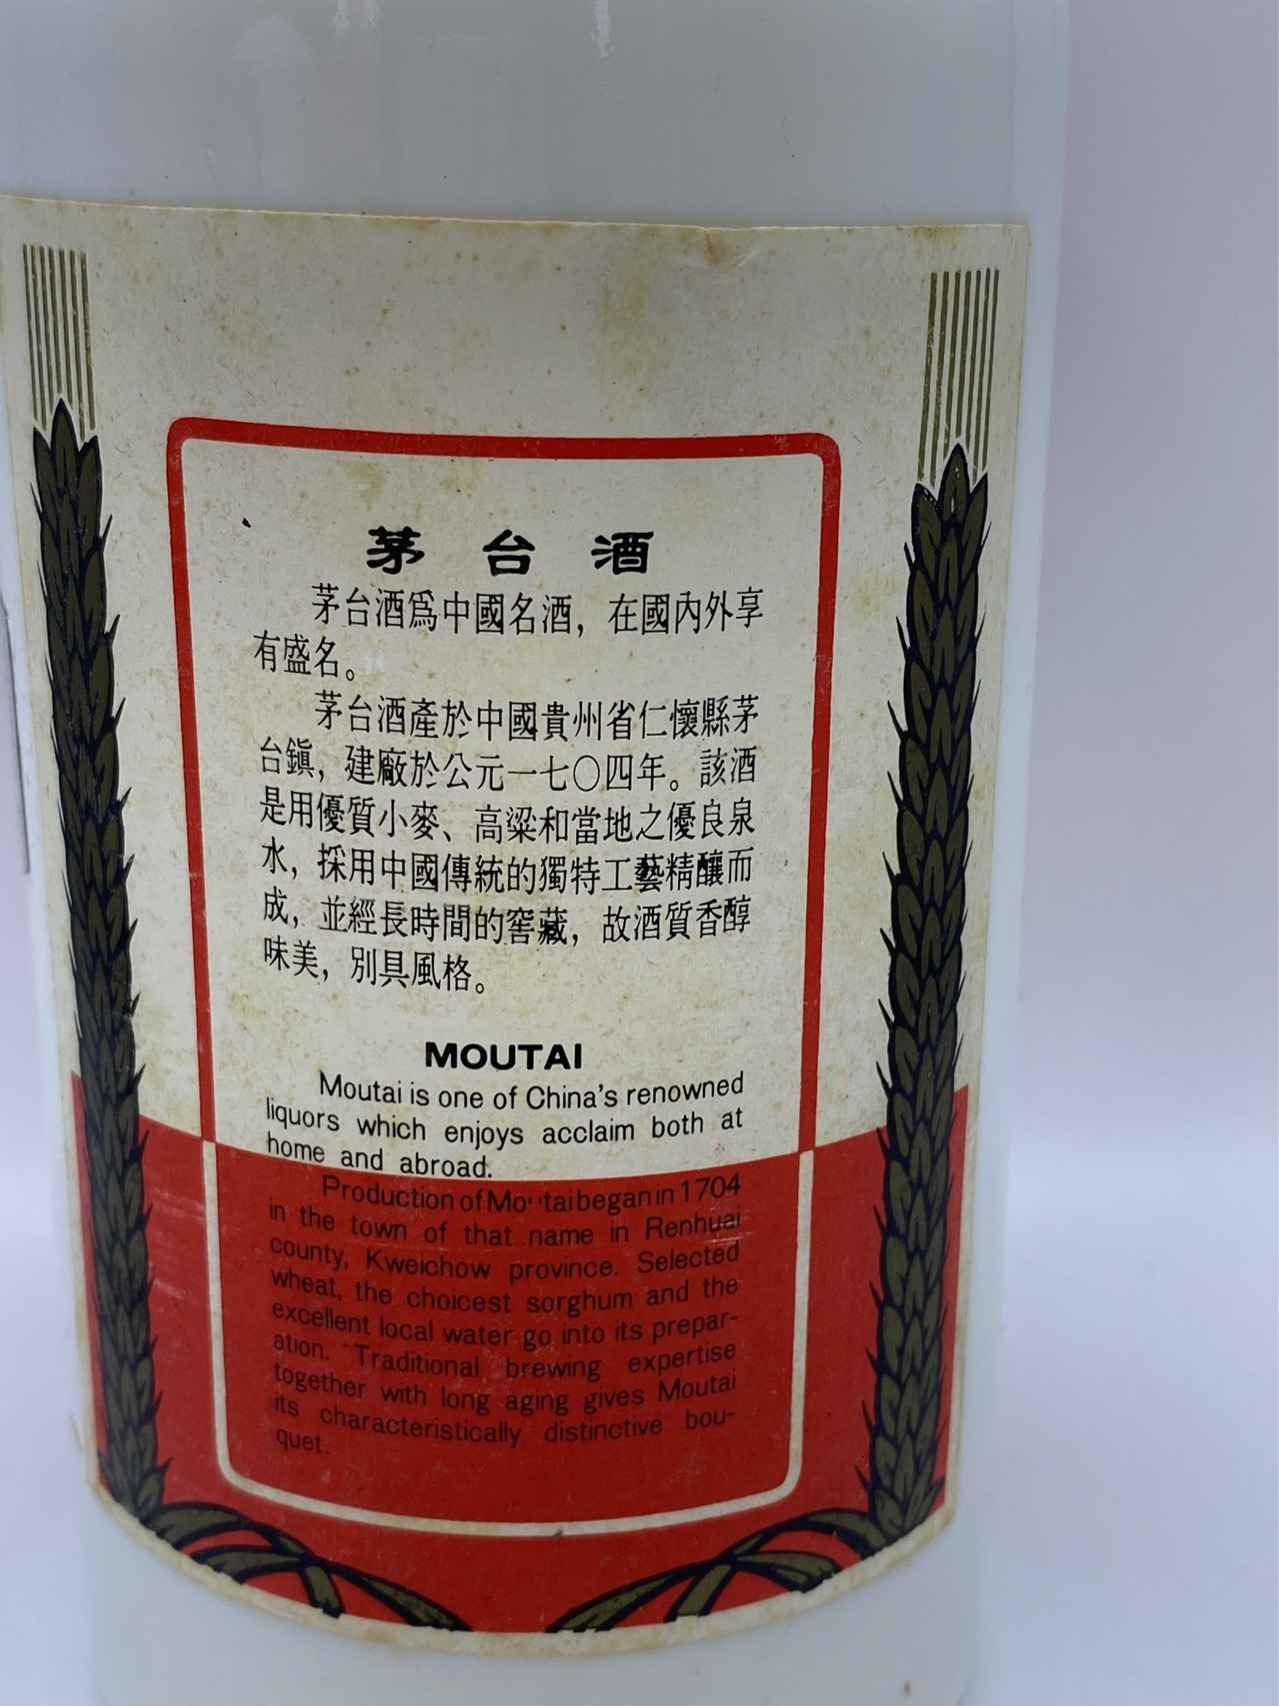 茅台酒
茅台酒爲中國名酒，在國內外享
有盛名。
茅台酒產於中國貴州省仁懷縣茅
台鎭，建廠於公元一七〇四年。該酒
是用優質小麥、高粱和當地之優良泉
水，採用中國傳統的獨特工藝精釀而
成，並經長時間的窖藏，故酒質香醇
味美，別具風格。
MOUTAI
Moutai is one of China's renowned
liquors which enjoys acclaim both at
home and abroad.
Production of Moutai began in 1704
in the town of that name in Renhuai
county, Kweichow province. Selected
wheat, the choicest sorghum and the
excellent local water go into its prepar-
ation. Traditional brewing expertise
together with long aging gives Moutai
its characteristically distinctive bou-
quet.